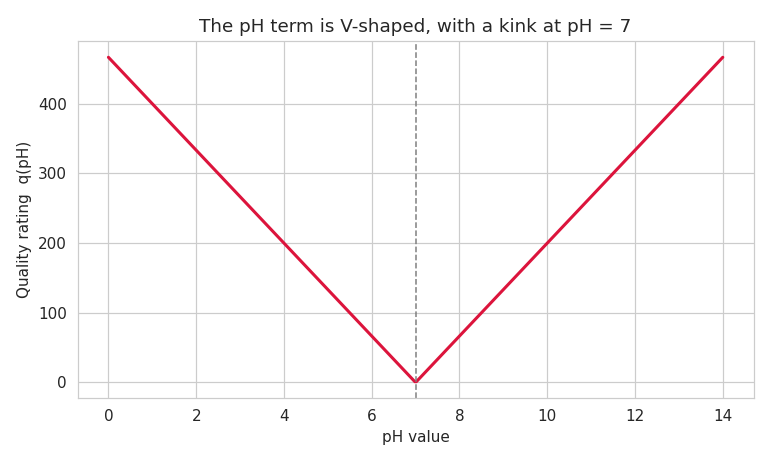 The pH term is V-shaped, with a kink at pH = 7
Quality rating  q(pH)
400
300
200
100
0
0 2 4 6 8 10 12 14
pH value